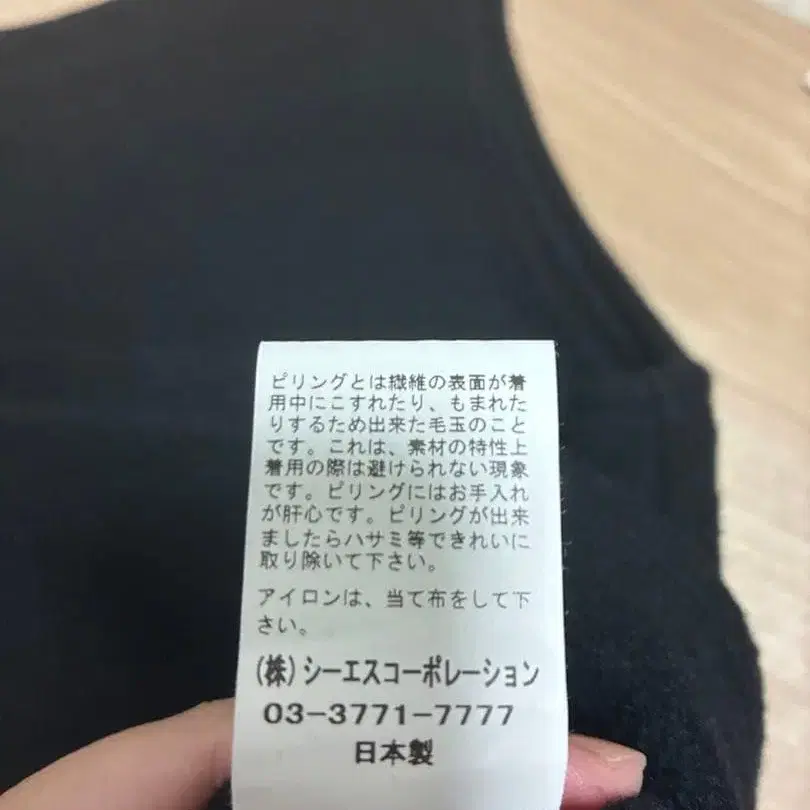 ピリングとは繊維の表面が着
用中にこすれたり、もまれた
りするため出来た毛玉のこと
です。これは、素材の特性上
着用の際は避けられない現象
です。ピリングにはお手入れ
が肝心です。ピリングが出来
ましたらハサミ等できれいに
取り除いて下さい。
アイロンは、当て布をして下
さい。
(株)シーエスコーポレーション
03-3771-7777
日本製